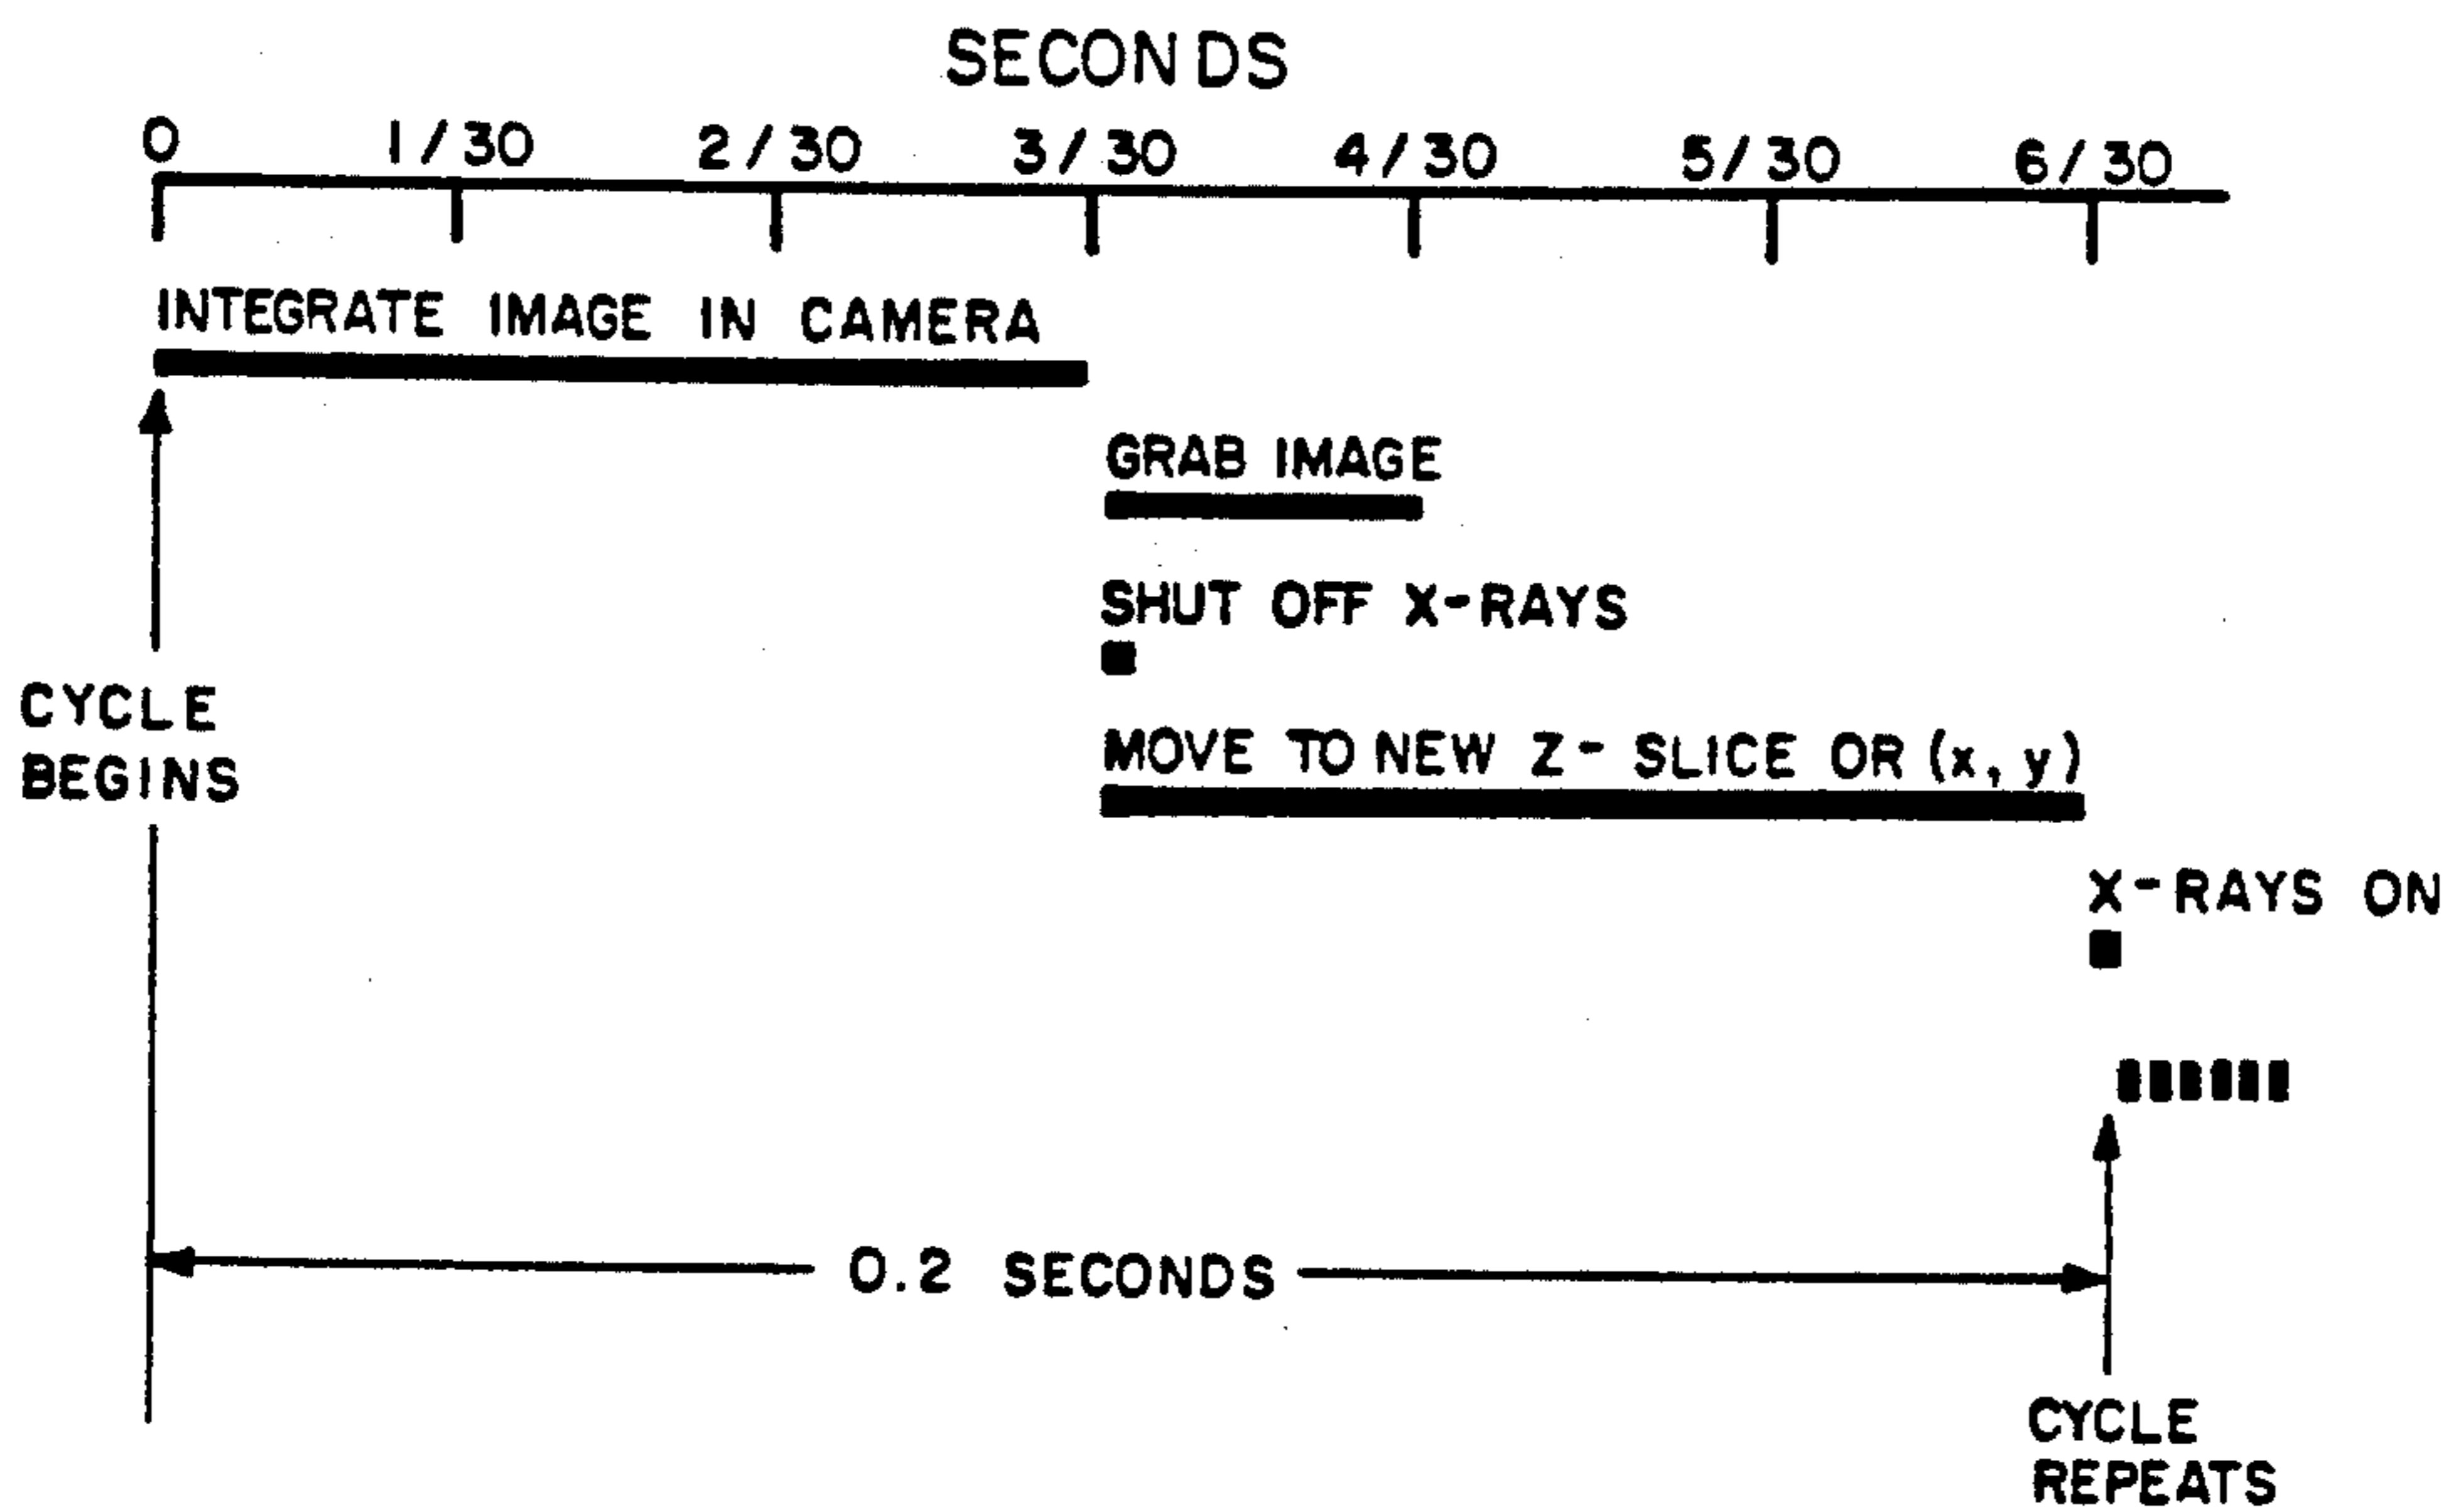 SECONDS
0 1/30 2/30 3/30 4/30 5/30 6/30
INTEGRATE IMAGE IN CAMERA
GRAB IMAGE
SHUT OFF X-RAYS
CYCLE
BEGINS
MOVE TO NEW Z- SLICE OR (x, y)
X-RAYS ON
0.2 SECONDS
CYCLE
REPEATS